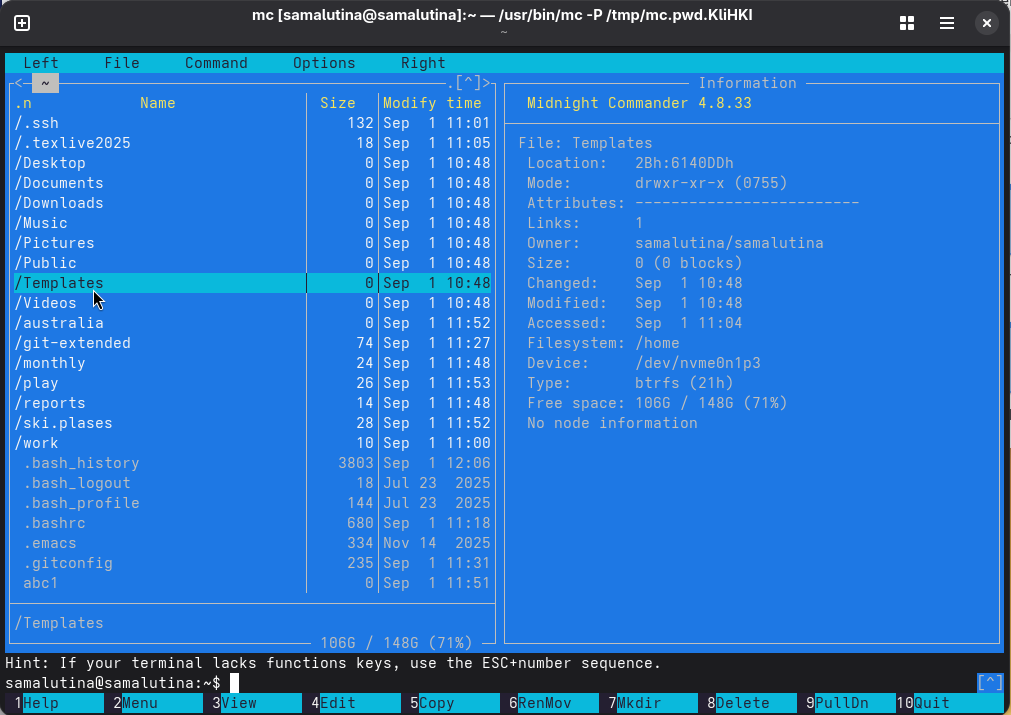 mc [samalutina@samalutina]:~ — /usr/bin/mc -P /tmp/mc.pwd.KliHKI
~
Left File Command Options Right
<─ ~ .[^]> Information
.n Name Size Modify time Midnight Commander 4.8.33
/.ssh 132 Sep 1 11:01
/.texlive2025 18 Sep 1 11:05 File: Templates
/Desktop 0 Sep 1 10:48 Location: 2Bh:6140DDh
/Documents 0 Sep 1 10:48 Mode: drwxr-xr-x (0755)
/Downloads 0 Sep 1 10:48 Attributes: -------------------------
/Music 0 Sep 1 10:48 Links: 1
/Pictures 0 Sep 1 10:48 Owner: samalutina/samalutina
/Public 0 Sep 1 10:48 Size: 0 (0 blocks)
/Templates 0 Sep 1 10:48 Changed: Sep 1 10:48
/Videos 0 Sep 1 10:48 Modified: Sep 1 10:48
/australia 0 Sep 1 11:52 Accessed: Sep 1 11:04
/git-extended 74 Sep 1 11:27 Filesystem: /home
/monthly 24 Sep 1 11:48 Device: /dev/nvme0n1p3
/play 26 Sep 1 11:53 Type: btrfs (21h)
/reports 14 Sep 1 11:48 Free space: 106G / 148G (71%)
/ski.plases 28 Sep 1 11:52 No node information
/work 10 Sep 1 11:00
.bash_history 3803 Sep 1 12:06
.bash_logout 18 Jul 23 2025
.bash_profile 144 Jul 23 2025
.bashrc 680 Sep 1 11:18
.emacs 334 Nov 14 2025
.gitconfig 235 Sep 1 11:31
abc1 0 Sep 1 11:51
/Templates
106G / 148G (71%)
Hint: If your terminal lacks functions keys, use the ESC+number sequence.
samalutina@samalutina:~$ [^]
1Help 2Menu 3View 4Edit 5Copy 6RenMov 7Mkdir 8Delete 9PullDn 10Quit